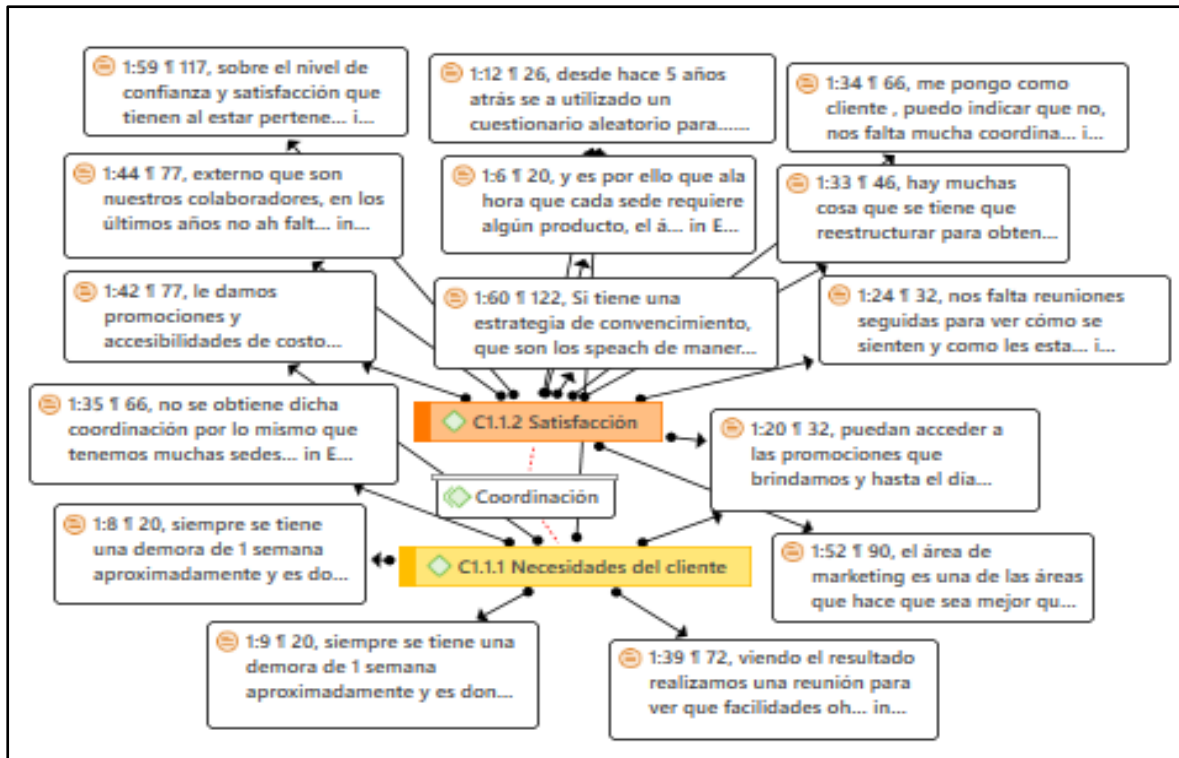 1:59 ¶ 117, sobre el nivel de
confianza y satisfacción que
tienen al estar pertene... i...
1:12 ¶ 26, desde hace 5 años
atrás se a utilizado un
cuestionario aleatorio para......
1:34 ¶ 66, me pongo como
cliente , puedo indicar que no,
nos falta mucha coordina... i...
1:44 ¶ 77, externo que son
nuestros colaboradores, en los
últimos años no ah falt... in...
1:6 ¶ 20, y es por ello que ala
hora que cada sede requiere
algún producto, el á... in E...
1:33 ¶ 46, hay muchas
cosa que se tiene que
reestructurar para obten...
1:42 ¶ 77, le damos
promociones y
accesibilidades de costo...
1:60 ¶ 122, Si tiene una
estrategia de convencimiento,
que son los speach de maner...
1:24 ¶ 32, nos falta reuniones
seguidas para ver cómo se
sienten y como les esta... i...
1:35 ¶ 66, no se obtiene dicha
coordinación por lo mismo que
tenemos muchas sedes... in E...
C1.1.2 Satisfacción
1:20 ¶ 32, puedan acceder a
las promociones que
brindamos y hasta el día...
Coordinación
1:8 ¶ 20, siempre se tiene
una demora de 1 semana
aproximadamente y es do...
C1.1.1 Necesidades del cliente
1:52 ¶ 90, el área de
marketing es una de las áreas
que hace que sea mejor qu...
1:9 ¶ 20, siempre se tiene una
demora de 1 semana
aproximadamente y es don...
1:39 ¶ 72, viendo el resultado
realizamos una reunión para
ver que facilidades oh... in...